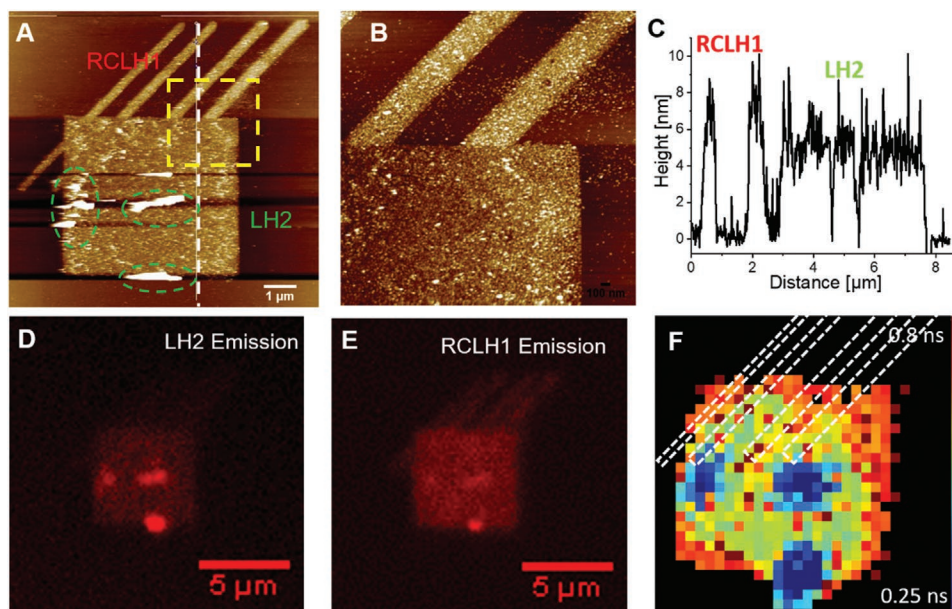 A
RCLH1
LH2
1 µm
B
100 nm
C
RCLH1
LH2
Height [nm]
10
8
6
4
2
0
0 2 4 6 8
Distance [µm]
D
LH2 Emission
5 µm
E
RCLH1 Emission
5 µm
F
0.8 ns
0.25 ns